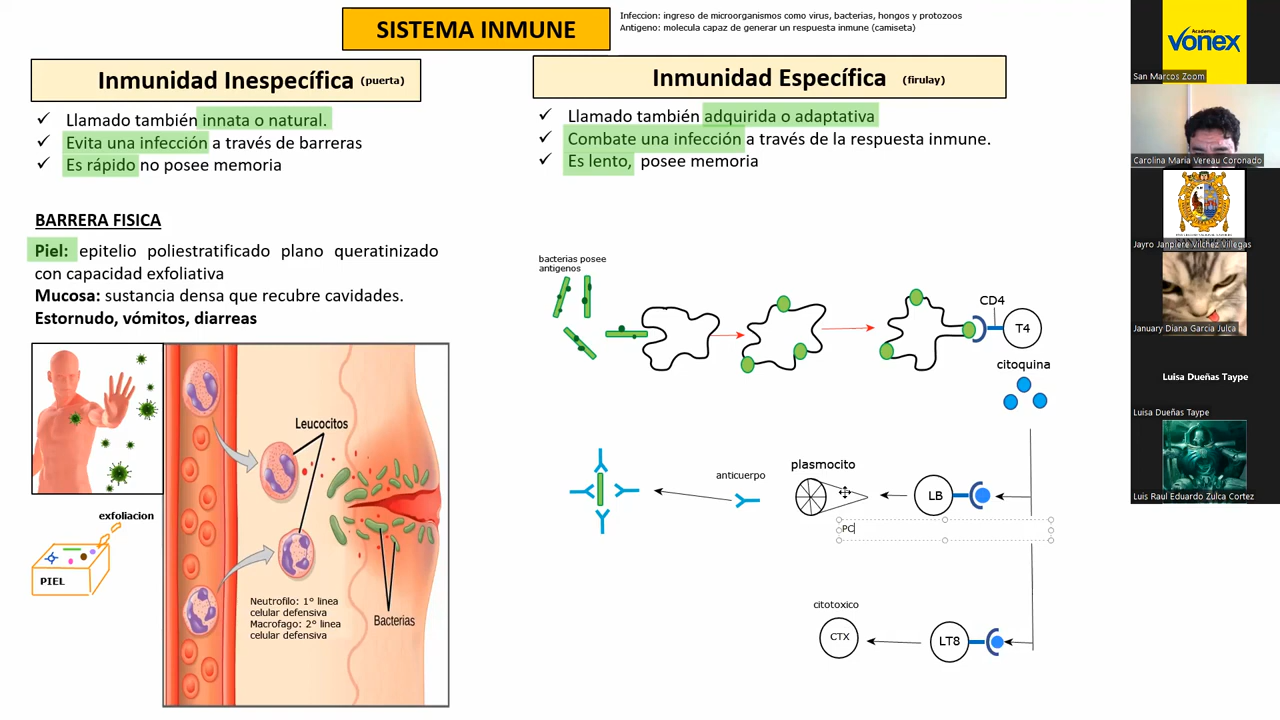 SISTEMA INMUNE
Infeccion: ingreso de microorganismos como virus, bacterias, hongos y protozoos
Antigeno: molecula capaz de generar un respuesta inmune (camiseta)
Inmunidad Inespecífica (puerta)
✓ Llamado también innata o natural.
✓ Evita una infección a través de barreras
✓ Es rápido no posee memoria
BARRERA FISICA
Piel: epitelio poliestratificado plano queratinizado
con capacidad exfoliativa
Mucosa: sustancia densa que recubre cavidades.
Estornudo, vómitos, diarreas
exfoliacion
PIEL
Leucocitos
Neutrofilo: 1° linea
celular defensiva
Macrofago: 2° linea
celular defensiva
Bacterias
Inmunidad Específica (firulay)
✓ Llamado también adquirida o adaptativa
✓ Combate una infección a través de la respuesta inmune.
✓ Es lento, posee memoria
bacterias posee
antigenos
CD4
T4
citoquina
anticuerpo
plasmocito
LB
PC
citotoxico
CTX
LT8
Academia
Vonex
San Marcos Zoom
Carolina Maria Vereau Coronado
Jayro Janpiere Vilchez Villegas
January Diana Garcia Julca
Luisa Dueñas Taype
Luisa Dueñas Taype
Luis Raul Eduardo Zulca Cortez